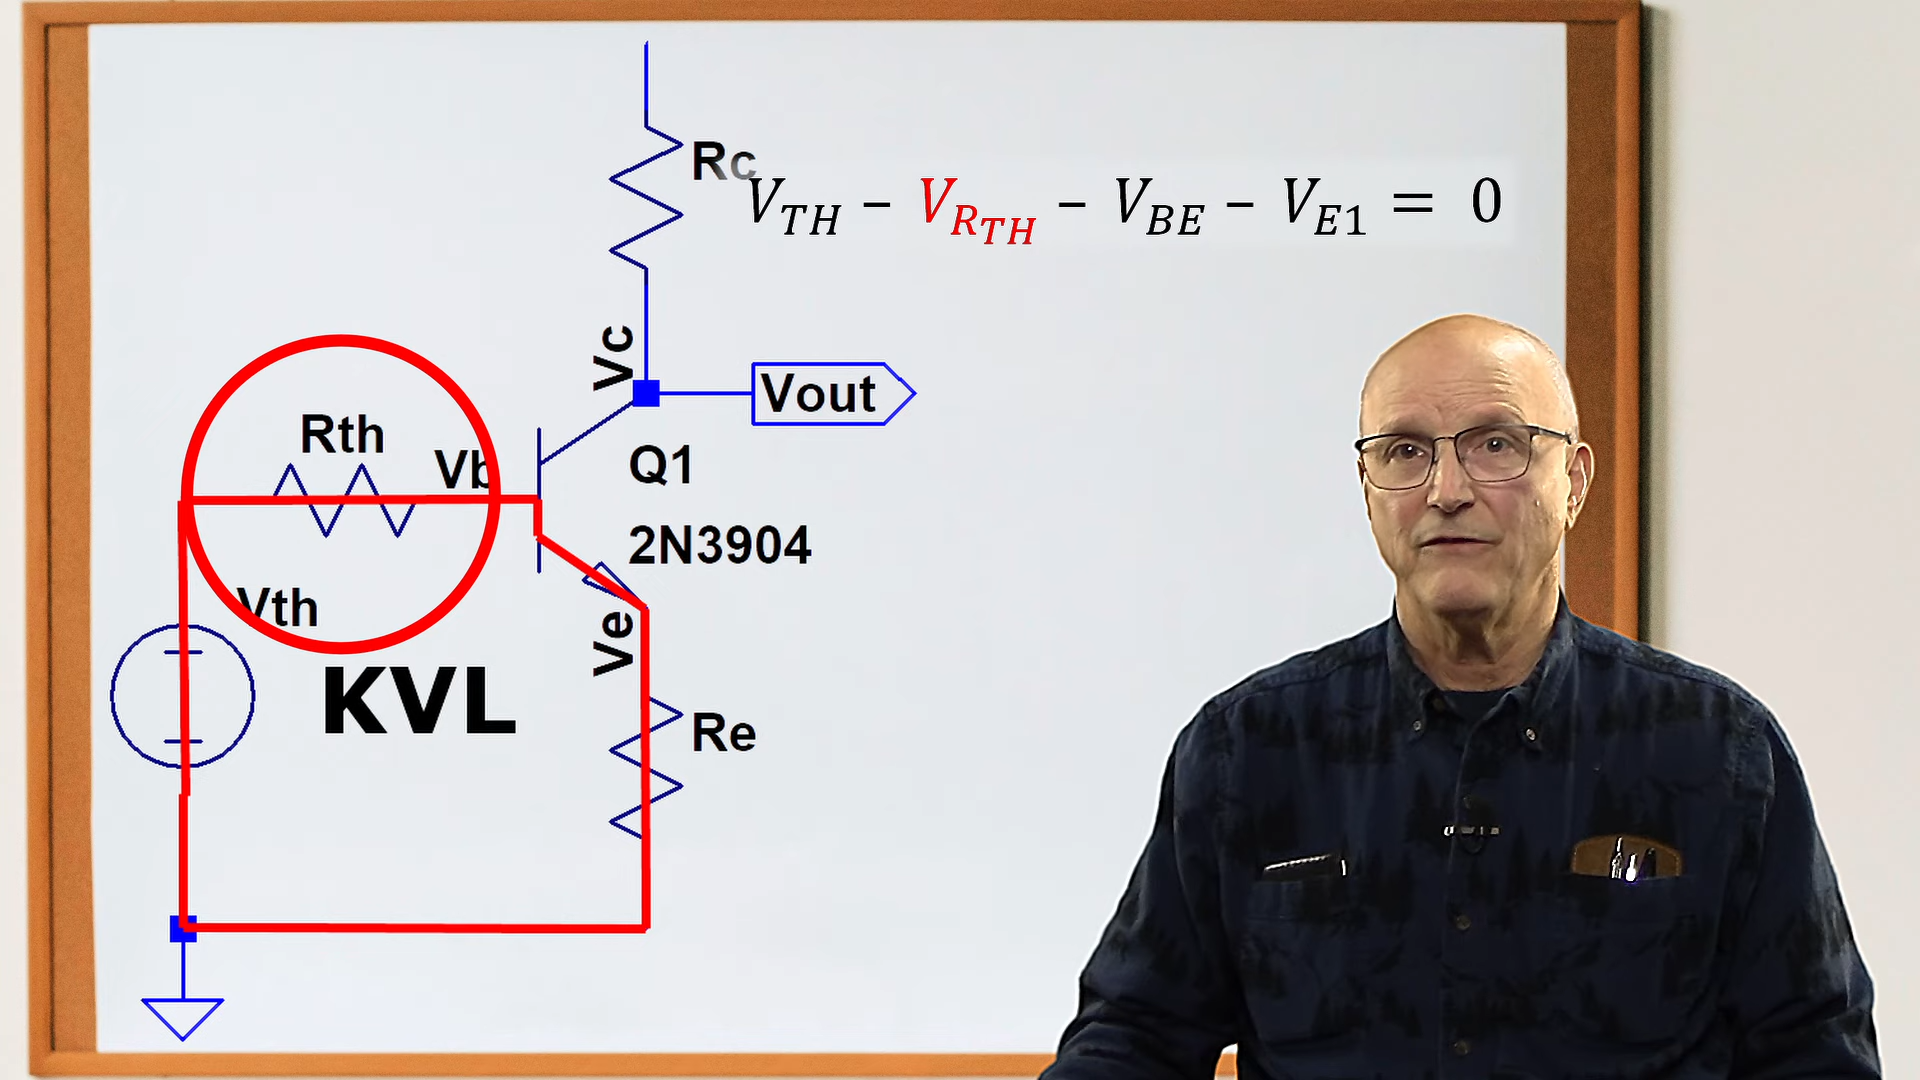 Rc
V_TH – V_R_TH – V_BE – V_E1 = 0
Vc
Vout
Rth
Vb
Q1
2N3904
Vth
Ve
KVL
Re